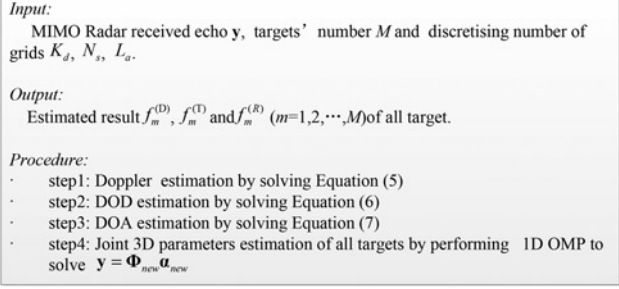 Input:
MIMO Radar received echo y, targets' number M and discretising number of
grids K_d, N_s, L_a.
Output:
Estimated result f_m^(D), f_m^(T) and f_m^(R) (m=1,2,···,M)of all target.
Procedure:
· step1: Doppler estimation by solving Equation (5)
· step2: DOD estimation by solving Equation (6)
· step3: DOA estimation by solving Equation (7)
· step4: Joint 3D parameters estimation of all targets by performing 1D OMP to
solve y = Φ_new α_new